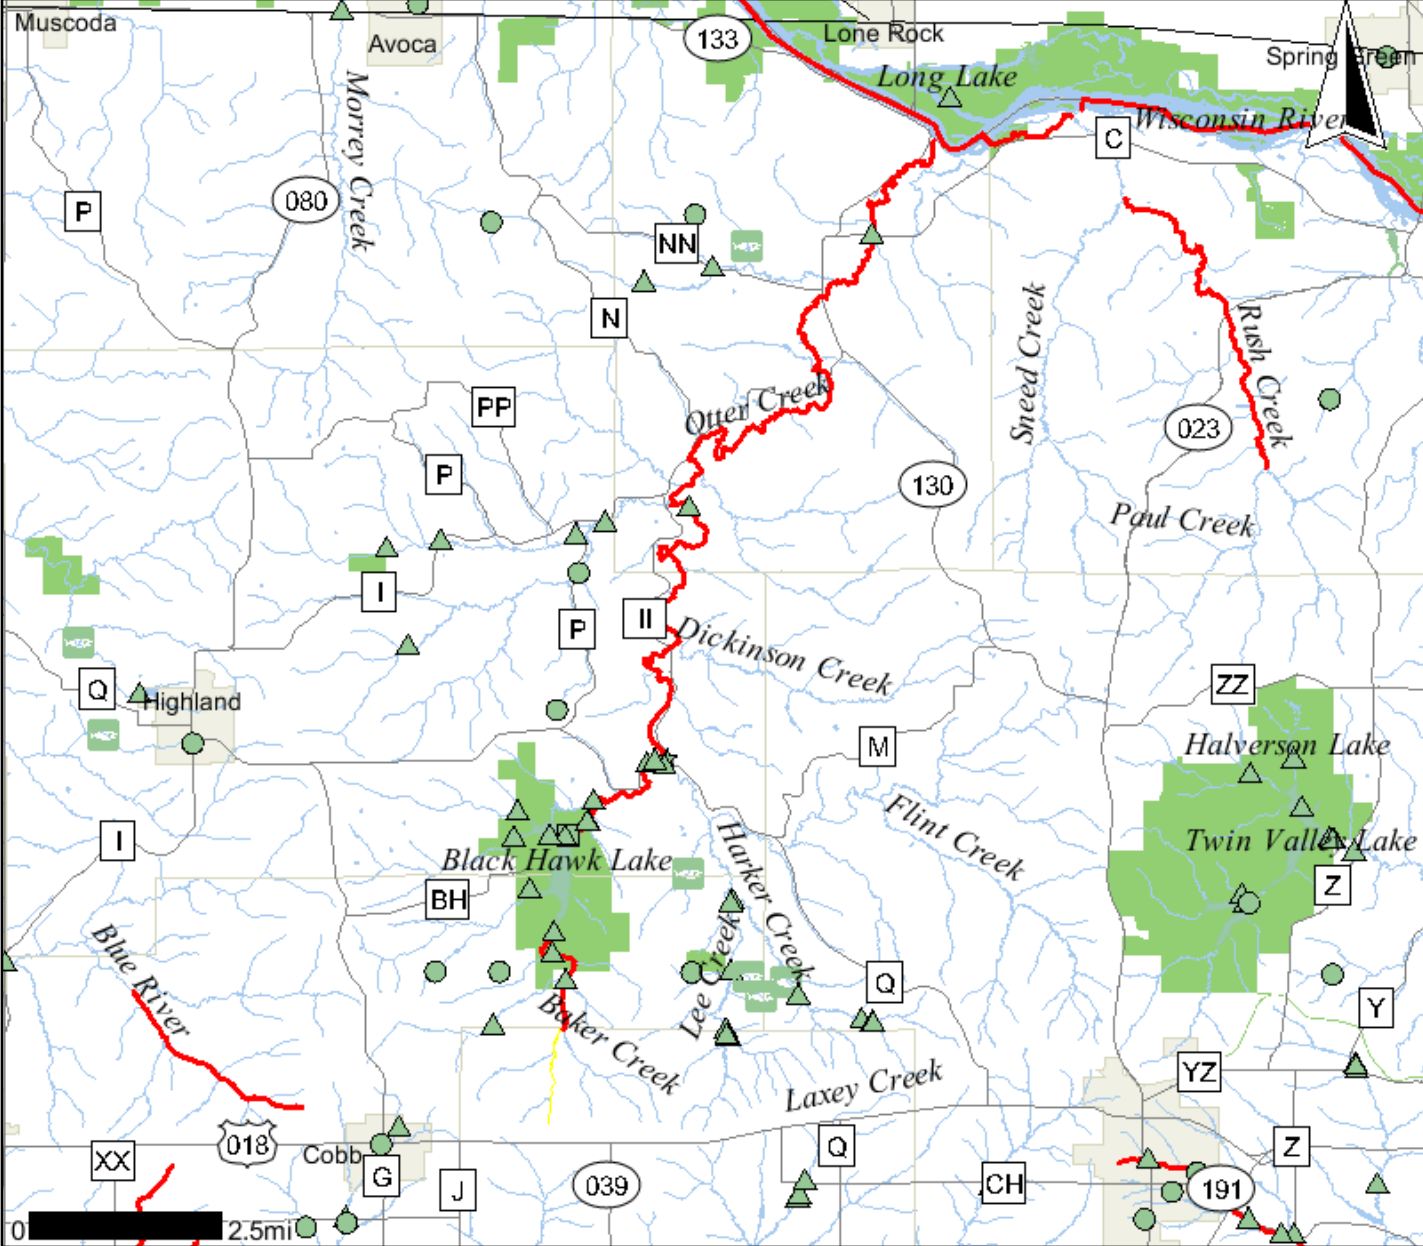 Muscoda
Avoca
133
Lone Rock
Spring Green
Long Lake
Wisconsin River
C
Morrey Creek
080
P
NN
N
Sneed Creek
Rush Creek
PP
Otter Creek
023
P
130
Paul Creek
I
II
P
Dickinson Creek
Q
Highland
ZZ
M
Halverson Lake
I
Flint Creek
Harker Creek
Twin Valley Lake
Black Hawk Lake
BH
Z
Blue River
Lee Creek
Q
Y
Baker Creek
Laxey Creek
YZ
018
XX
Cobb
Q
Z
G
J
039
CH
191
0
2.5mi